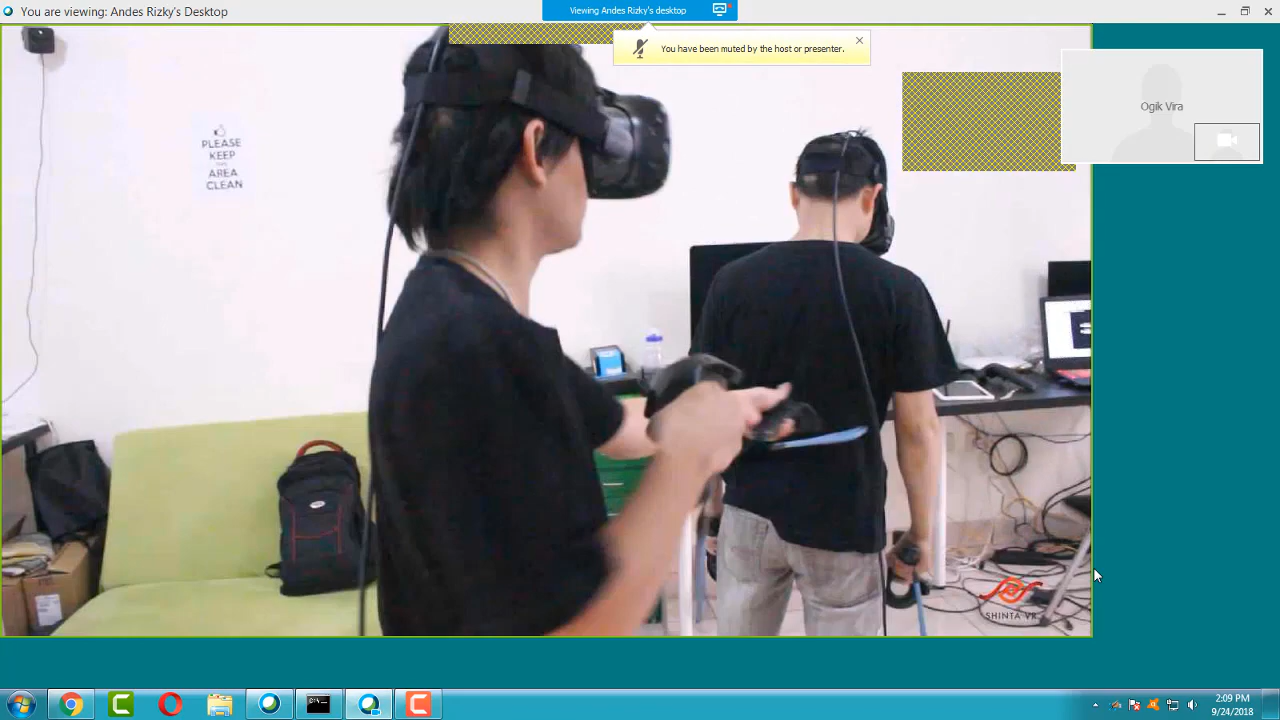 You are viewing: Andes Rizky's Desktop
Viewing Andes Rizky's desktop
You have been muted by the host or presenter.
Ogik Vira
PLEASE
KEEP
AREA
CLEAN
SHINTA VR
C:\
2:09 PM
9/24/2018